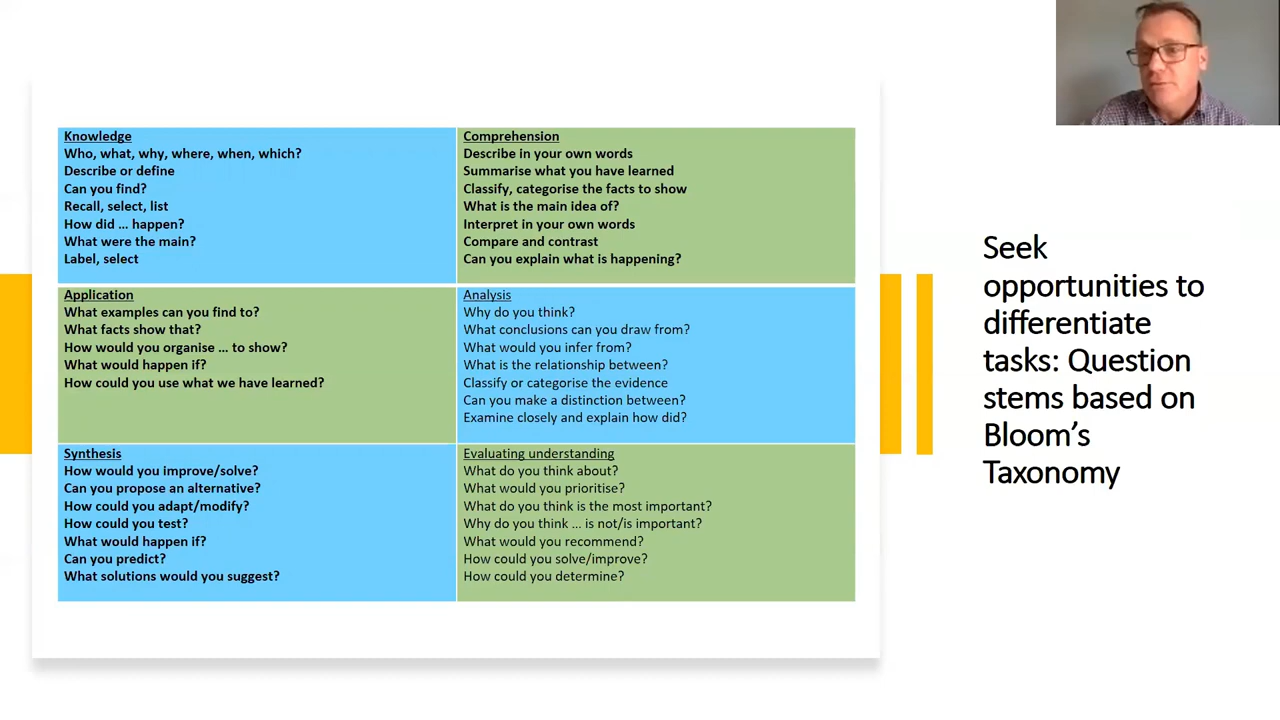 Knowledge
Who, what, why, where, when, which?
Describe or define
Can you find?
Recall, select, list
How did ... happen?
What were the main?
Label, select
Comprehension
Describe in your own words
Summarise what you have learned
Classify, categorise the facts to show
What is the main idea of?
Interpret in your own words
Compare and contrast
Can you explain what is happening?
Application
What examples can you find to?
What facts show that?
How would you organise ... to show?
What would happen if?
How could you use what we have learned?
Analysis
Why do you think?
What conclusions can you draw from?
What would you infer from?
What is the relationship between?
Classify or categorise the evidence
Can you make a distinction between?
Examine closely and explain how did?
Synthesis
How would you improve/solve?
Can you propose an alternative?
How could you adapt/modify?
How could you test?
What would happen if?
Can you predict?
What solutions would you suggest?
Evaluating understanding
What do you think about?
What would you prioritise?
What do you think is the most important?
Why do you think ... is not/is important?
What would you recommend?
How could you solve/improve?
How could you determine?
Seek
opportunities to
differentiate
tasks: Question
stems based on
Bloom's
Taxonomy